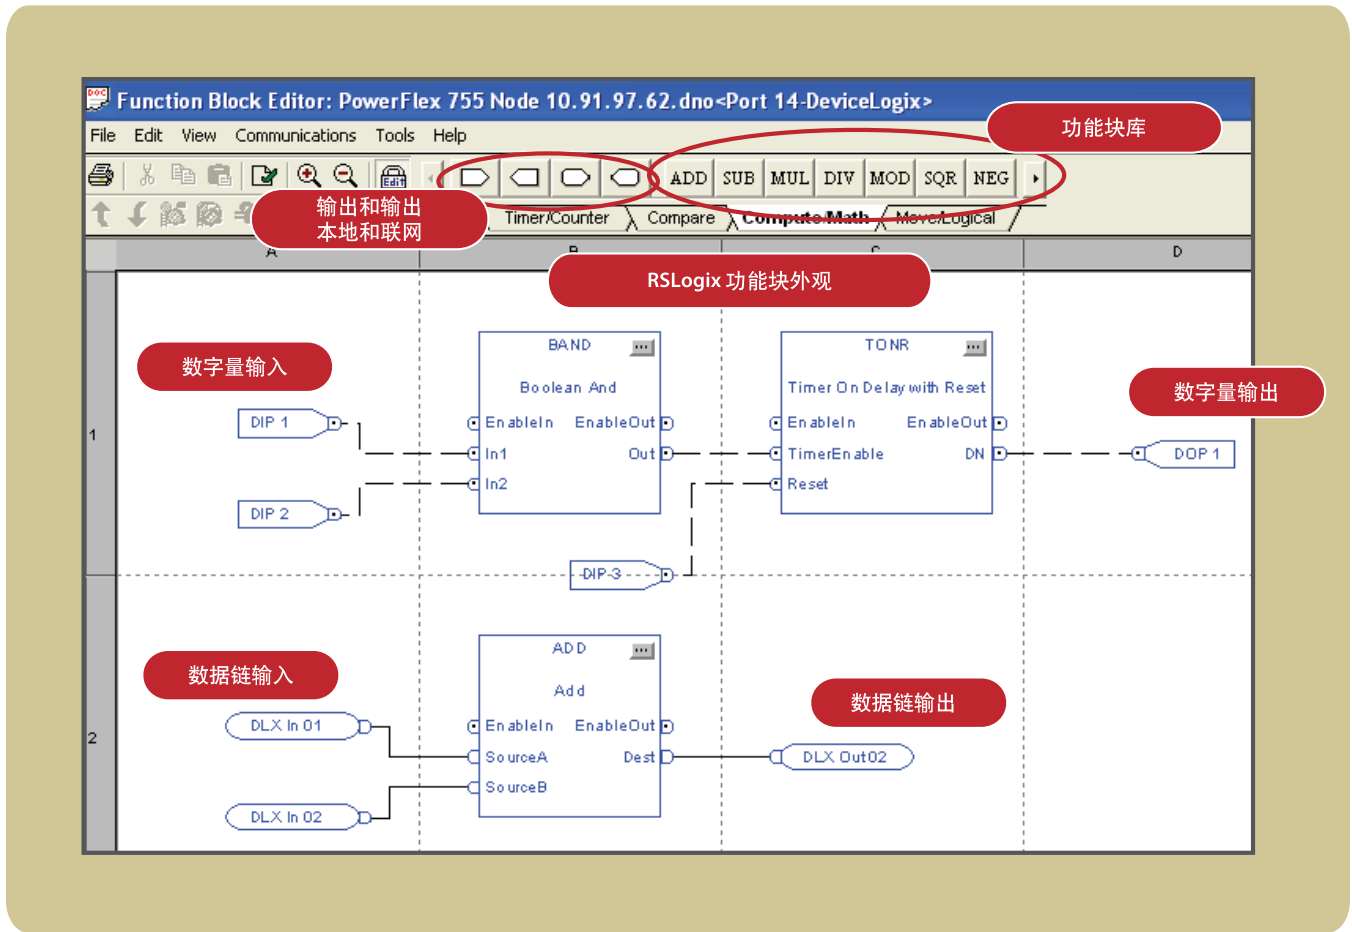 DOC
Function Block Editor: PowerFlex 755 Node 10.91.97.62.dno<Port 14-DeviceLogix>
File Edit View Communications Tools Help
功能块库
Edit
ADD SUB MUL DIV MOD SQR NEG
输出和输出
本地和联网
Timer/Counter Compare Compute/Math Move/Logical
A B C D
RSLogix 功能块外观
BAND
TONR
数字量输入
Boolean And
Timer On Delay with Reset
数字量输出
DIP 1
EnableIn EnableOut
EnableIn EnableOut
1
In1 Out
TimerEnable DN
DOP 1
In2
Reset
DIP 2
DIP 3
ADD
数据链输入
Add
数据链输出
DLX In 01
EnableIn EnableOut
2
SourceA Dest
DLX Out02
SourceB
DLX In 02